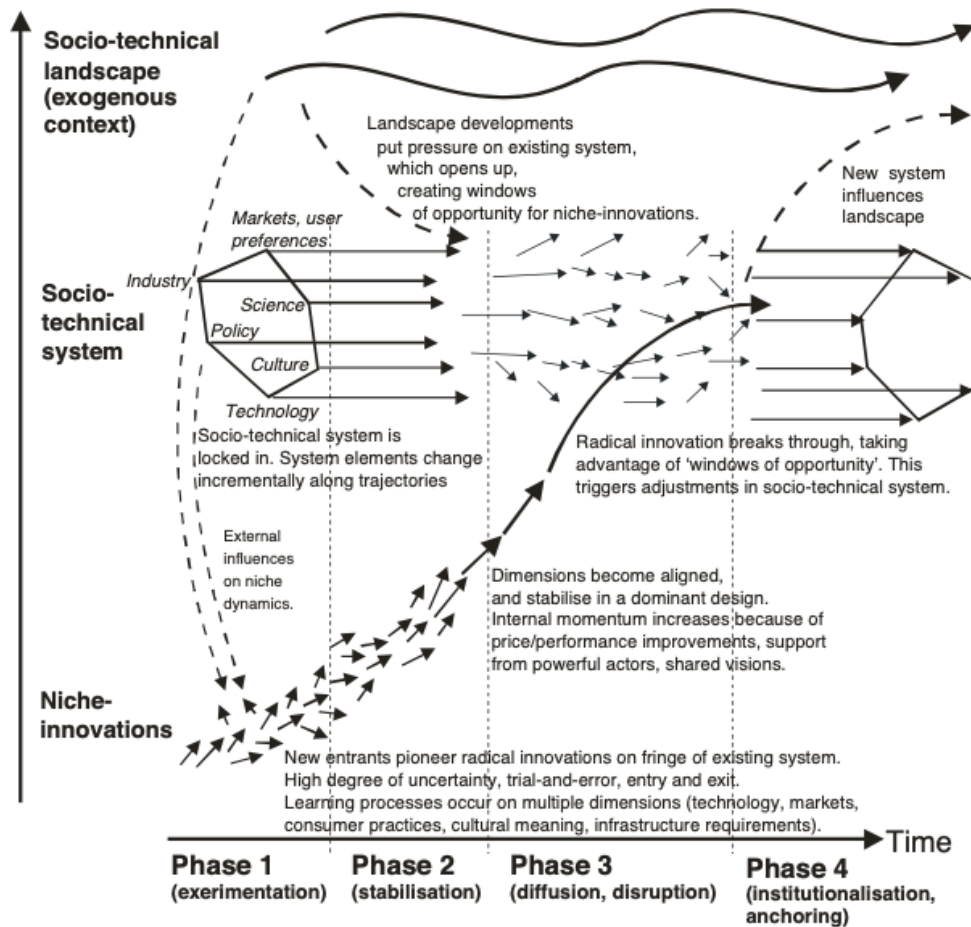 Socio-technical
landscape
(exogenous
context)
Landscape developments
put pressure on existing system,
which opens up,
creating windows
of opportunity for niche-innovations.
New system
influences
landscape
Markets, user
preferences
Industry
Science
Policy
Culture
Technology
Socio-
technical
system
Socio-technical system is
locked in. System elements change
incrementally along trajectories
Radical innovation breaks through, taking
advantage of ‘windows of opportunity’. This
triggers adjustments in socio-technical system.
External
influences
on niche
dynamics.
Dimensions become aligned,
and stabilise in a dominant design.
Internal momentum increases because of
price/performance improvements, support
from powerful actors, shared visions.
Niche-
innovations
New entrants pioneer radical innovations on fringe of existing system.
High degree of uncertainty, trial-and-error, entry and exit.
Learning processes occur on multiple dimensions (technology, markets,
consumer practices, cultural meaning, infrastructure requirements).
Time
Phase 1
(exerimentation)
Phase 2
(stabilisation)
Phase 3
(diffusion, disruption)
Phase 4
(institutionalisation,
anchoring)